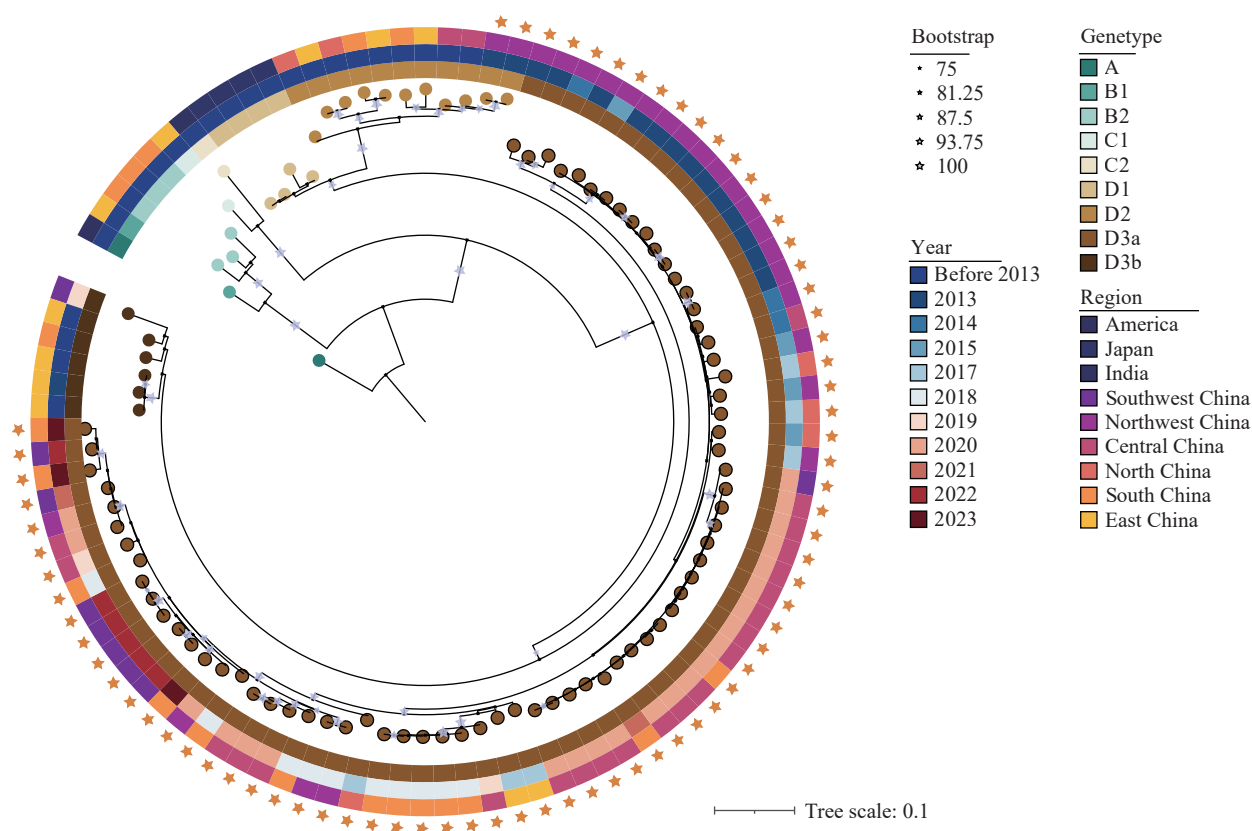 Bootstrap
75
81.25
87.5
93.75
100
Year
Before 2013
2013
2014
2015
2017
2018
2019
2020
2021
2022
2023
Genetype
A
B1
B2
C1
C2
D1
D2
D3a
D3b
Region
America
Japan
India
Southwest China
Northwest China
Central China
North China
South China
East China
Tree scale: 0.1